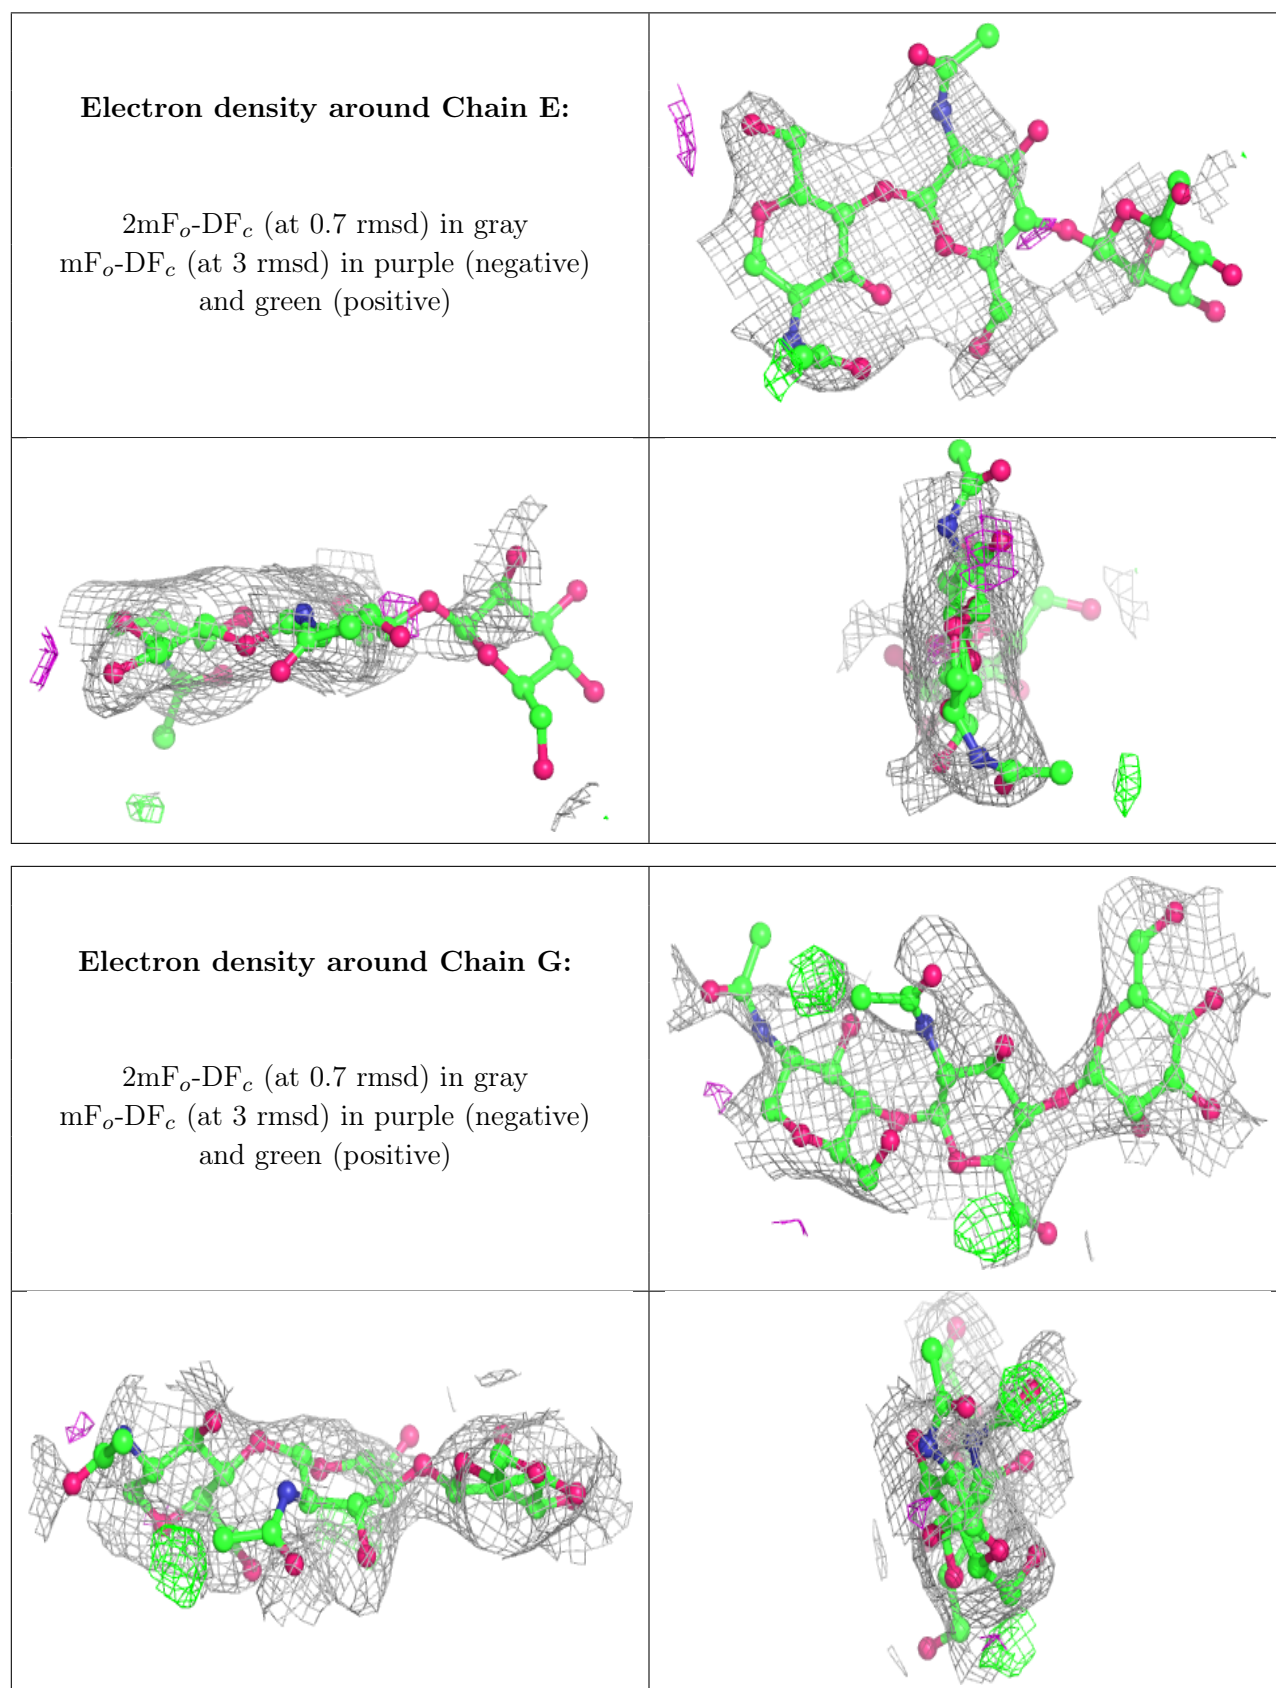 Electron density around Chain E:
2mFo-DFc (at 0.7 rmsd) in gray
mFo-DFc (at 3 rmsd) in purple (negative)
and green (positive)
Electron density around Chain G:
2mFo-DFc (at 0.7 rmsd) in gray
mFo-DFc (at 3 rmsd) in purple (negative)
and green (positive)